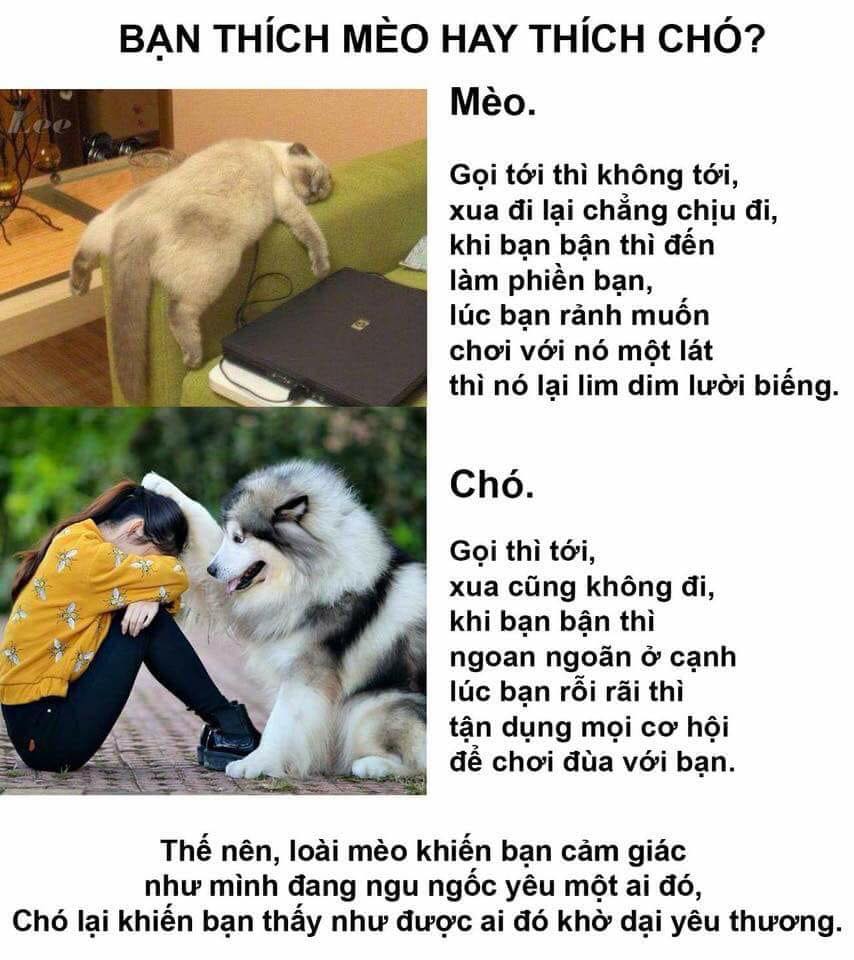 BẠN THÍCH MÈO HAY THÍCH CHÓ?
Lee
Mèo.
Gọi tới thì không tới,
xua đi lại chẳng chịu đi,
khi bạn bận thì đến
làm phiền bạn,
lúc bạn rảnh muốn
chơi với nó một lát
thì nó lại lim dim lười biếng.
hp
Chó.
Gọi thì tới,
xua cũng không đi,
khi bạn bận thì
ngoan ngoãn ở cạnh
lúc bạn rỗi rãi thì
tận dụng mọi cơ hội
để chơi đùa với bạn.
Thế nên, loài mèo khiến bạn cảm giác
như mình đang ngu ngốc yêu một ai đó,
Chó lại khiến bạn thấy như được ai đó khờ dại yêu thương.